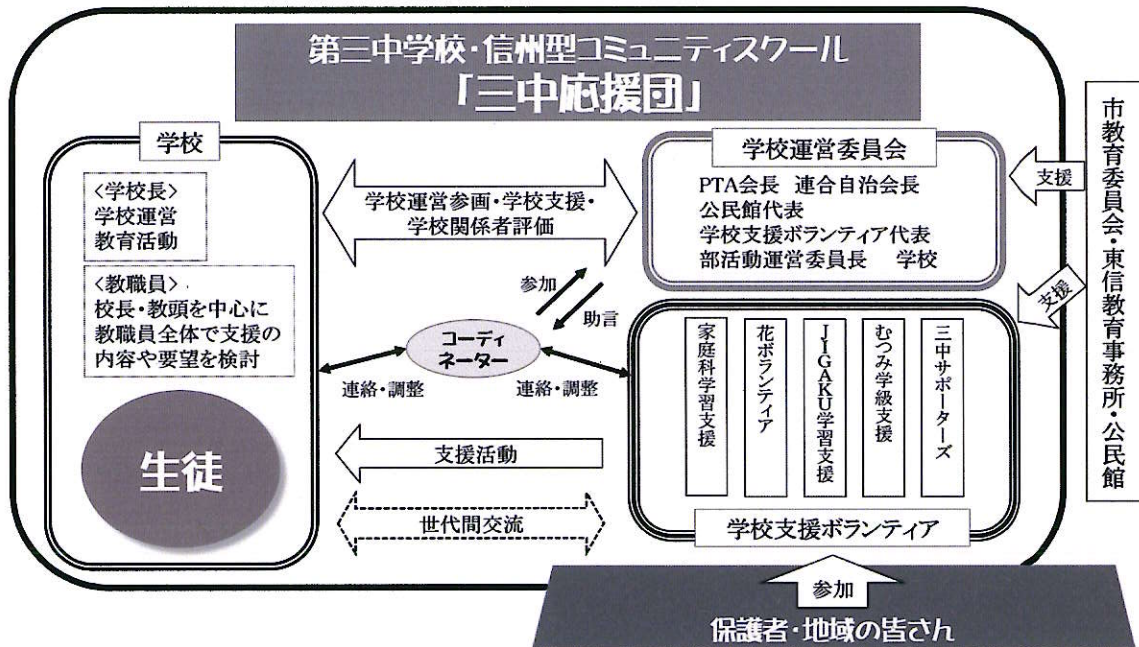 第三中学校・信州型コミュニティスクール
「三中応援団」
学校
<学校長>
学校運営
教育活動
<教職員>
校長・教頭を中心に
教職員全体で支援の
内容や要望を検討
生徒
学校運営参画・学校支援・
学校関係者評価
参加
助言
コーディ
ネーター
連絡・調整
連絡・調整
支援活動
世代間交流
学校運営委員会
PTA会長 連合自治会長
公民館代表
学校支援ボランティア代表
部活動運営委員長 学校
家庭科学習支援
花ボランティア
JIGAKU学習支援
むつみ学級支援
三中サポーターズ
学校支援ボランティア
支援
支援
市教育委員会・東信教育事務所・公民館
参加
保護者・地域の皆さん